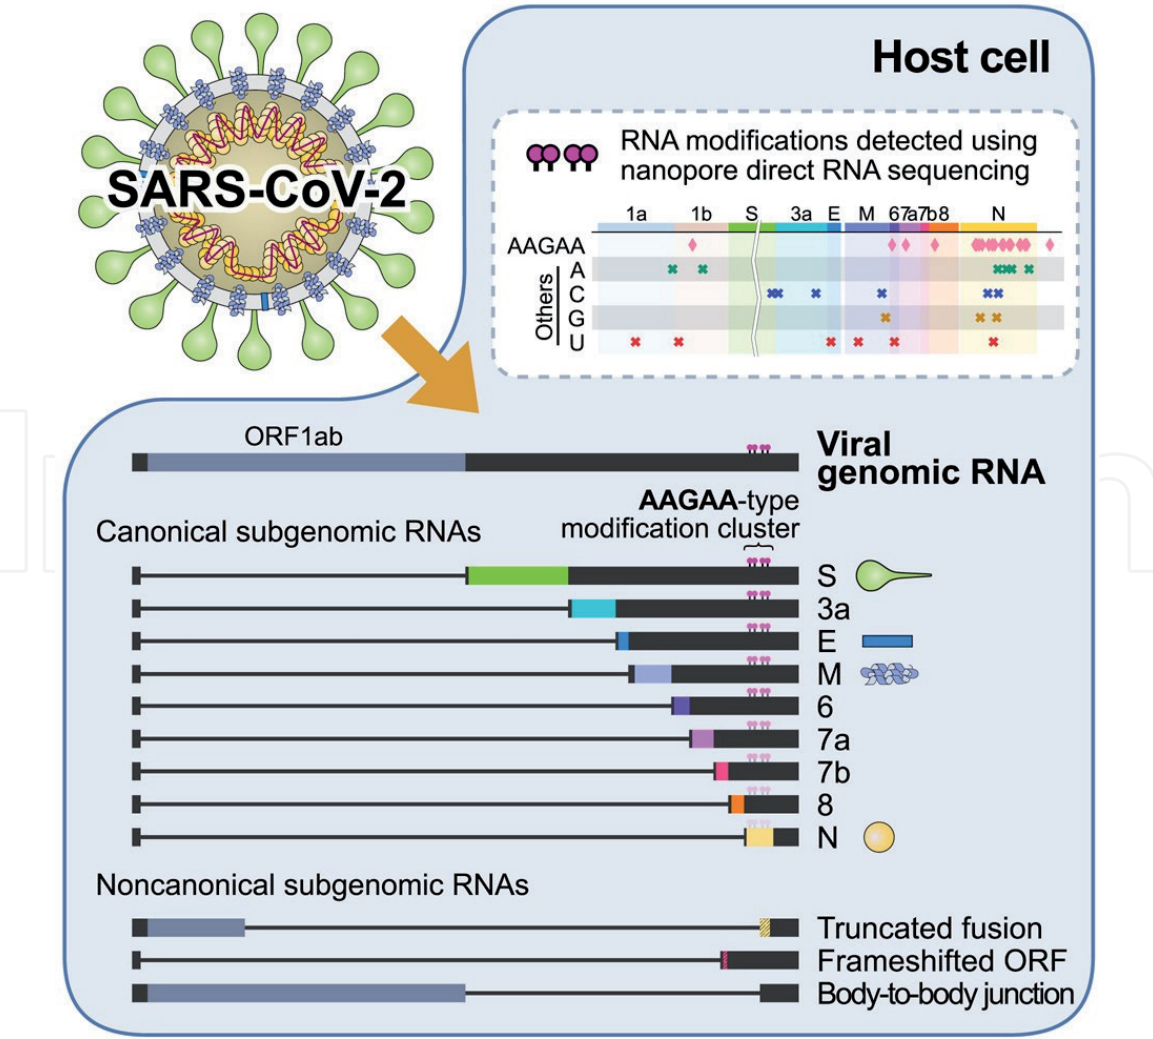 Host cell
SARS-CoV-2
RNA modifications detected using
nanopore direct RNA sequencing
1a 1b S 3a E M 6 7a 7b 8 N
AAGAA
Others
A
C
G
U
ORF1ab
Viral
genomic RNA
AAGAA-type
modification cluster
Canonical subgenomic RNAs
S
3a
E
M
6
7a
7b
8
N
Noncanonical subgenomic RNAs
Truncated fusion
Frameshifted ORF
Body-to-body junction